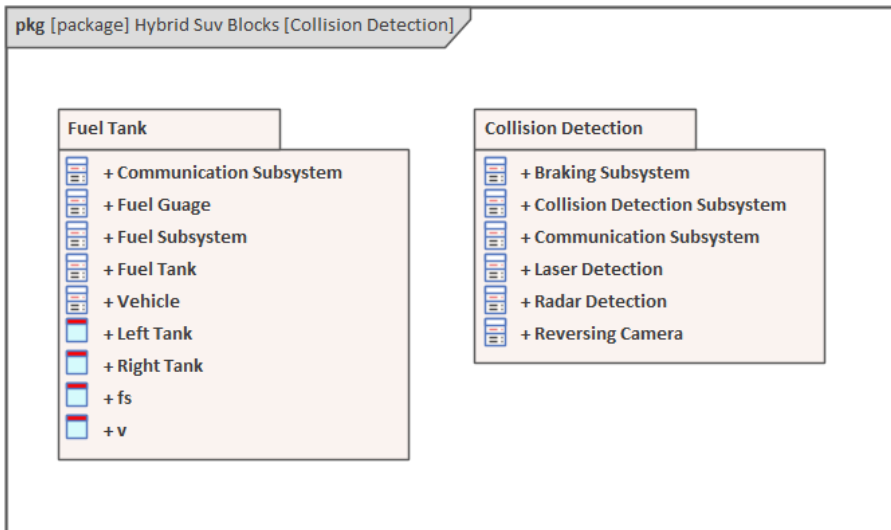 pkg [package] Hybrid Suv Blocks [Collision Detection]
Fuel Tank
+ Communication Subsystem
+ Fuel Guage
+ Fuel Subsystem
+ Fuel Tank
+ Vehicle
+ Left Tank
+ Right Tank
+ fs
+ v
Collision Detection
+ Braking Subsystem
+ Collision Detection Subsystem
+ Communication Subsystem
+ Laser Detection
+ Radar Detection
+ Reversing Camera